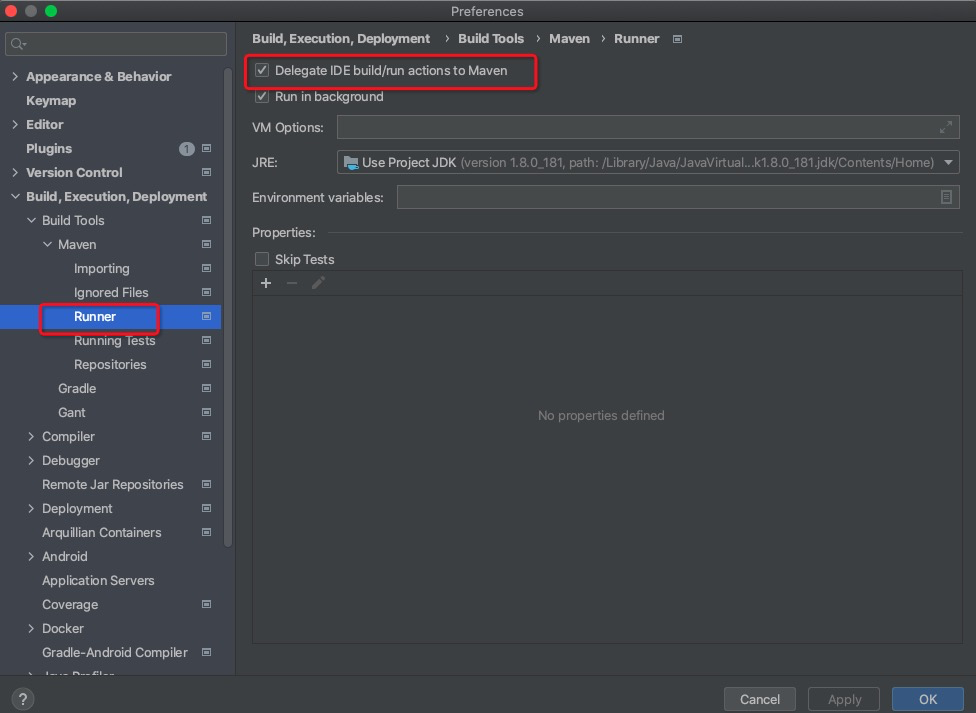 Preferences
Appearance & Behavior
Keymap
Editor
Plugins 1
Version Control
Build, Execution, Deployment
Build Tools
Maven
Importing
Ignored Files
Runner
Running Tests
Repositories
Gradle
Gant
Compiler
Debugger
Remote Jar Repositories
Deployment
Arquillian Containers
Android
Application Servers
Coverage
Docker
Gradle-Android Compiler
Java Profiler
Build, Execution, Deployment › Build Tools › Maven › Runner
Delegate IDE build/run actions to Maven
Run in background
VM Options:
JRE: Use Project JDK (version 1.8.0_181, path: /Library/Java/JavaVirtual...k1.8.0_181.jdk/Contents/Home)
Environment variables:
Properties:
Skip Tests
No properties defined
? Cancel Apply OK